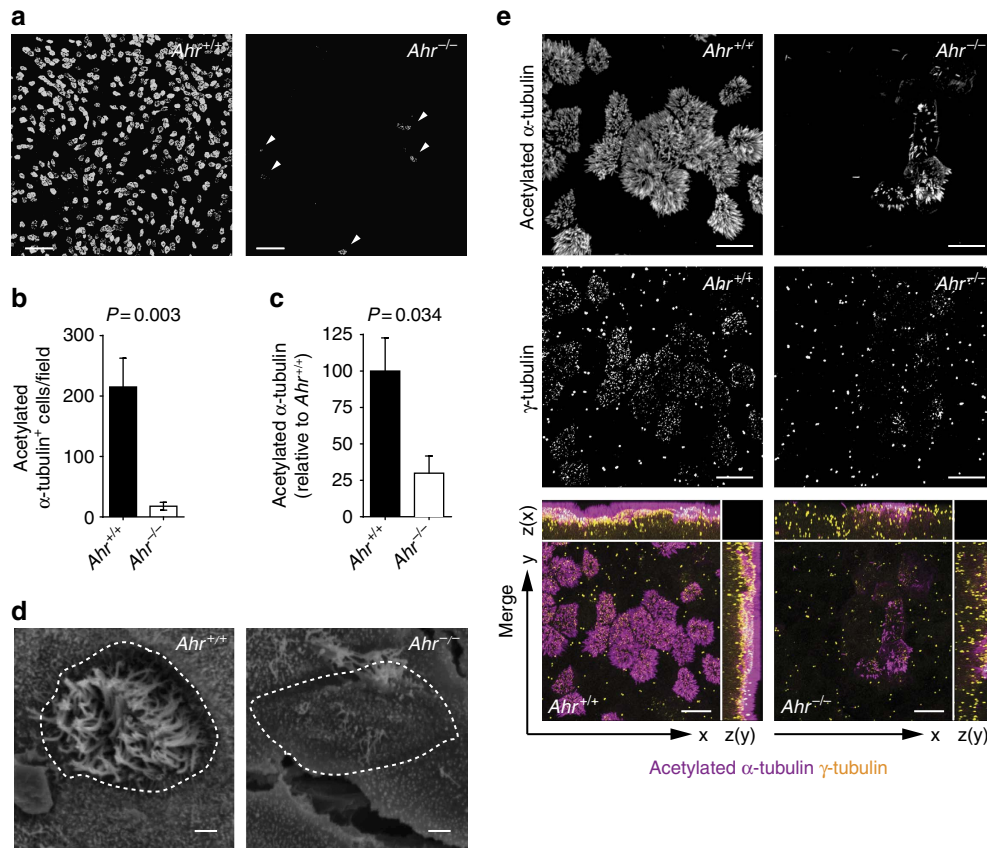 a
Ahr+/+
Ahr−/−
b
P = 0.003
300
200
100
0
Acetylated
α-tubulin+ cells/field
Ahr+/+
Ahr−/−
c
P = 0.034
125
100
75
50
25
0
Acetylated α-tubulin
(relative to Ahr+/+)
Ahr+/+
Ahr−/−
d
Ahr+/+
Ahr−/−
e
Acetylated α-tubulin
Ahr+/+
Ahr−/−
γ-tubulin
Ahr+/+
Ahr−/−
z(x)
y
Merge
Ahr+/+
Ahr−/−
x
z(y)
x
z(y)
Acetylated α-tubulin γ-tubulin